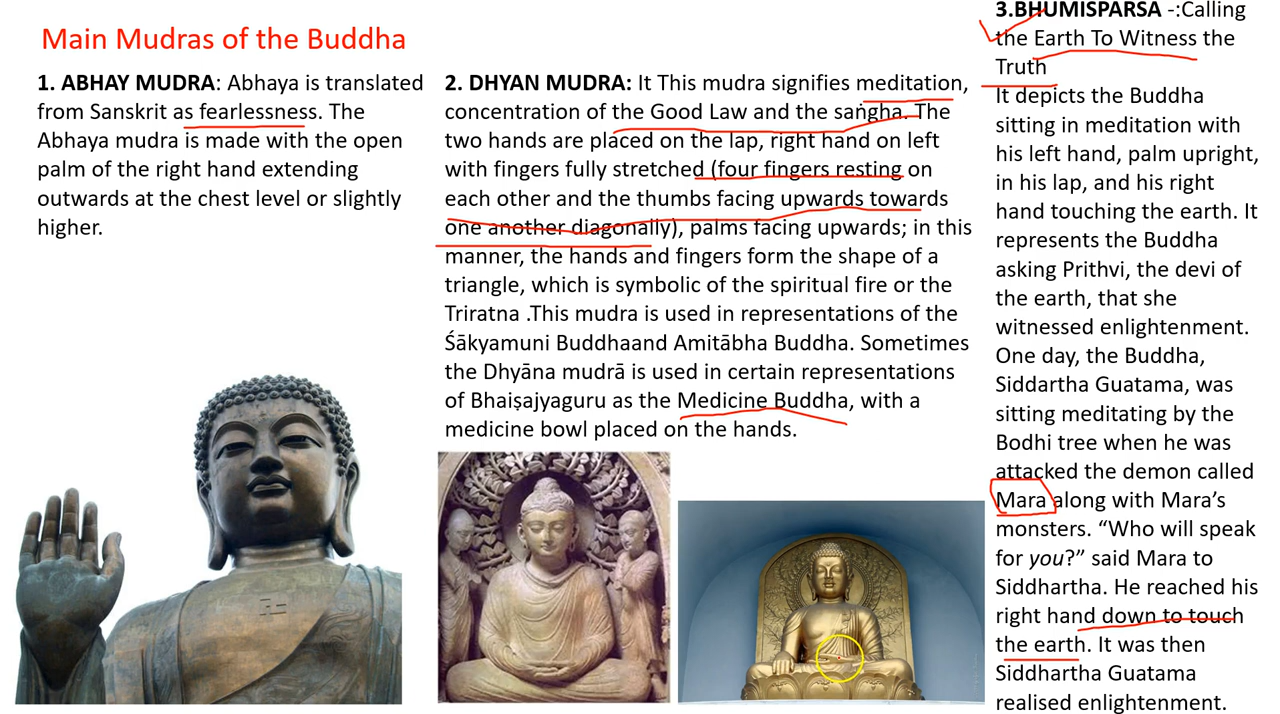 Main Mudras of the Buddha
1. ABHAY MUDRA: Abhaya is translated
from Sanskrit as fearlessness. The
Abhaya mudra is made with the open
palm of the right hand extending
outwards at the chest level or slightly
higher.
2. DHYAN MUDRA: It This mudra signifies meditation,
concentration of the Good Law and the saṅgha. The
two hands are placed on the lap, right hand on left
with fingers fully stretched (four fingers resting on
each other and the thumbs facing upwards towards
one another diagonally), palms facing upwards; in this
manner, the hands and fingers form the shape of a
triangle, which is symbolic of the spiritual fire or the
Triratna .This mudra is used in representations of the
Śākyamuni Buddhaand Amitābha Buddha. Sometimes
the Dhyāna mudrā is used in certain representations
of Bhaiṣajyaguru as the Medicine Buddha, with a
medicine bowl placed on the hands.
3.BHUMISPARSA -:Calling
the Earth To Witness the
Truth
It depicts the Buddha
sitting in meditation with
his left hand, palm upright,
in his lap, and his right
hand touching the earth. It
represents the Buddha
asking Prithvi, the devi of
the earth, that she
witnessed enlightenment.
One day, the Buddha,
Siddartha Guatama, was
sitting meditating by the
Bodhi tree when he was
attacked the demon called
Mara along with Mara’s
monsters. “Who will speak
for you?” said Mara to
Siddhartha. He reached his
right hand down to touch
the earth. It was then
Siddhartha Guatama
realised enlightenment.